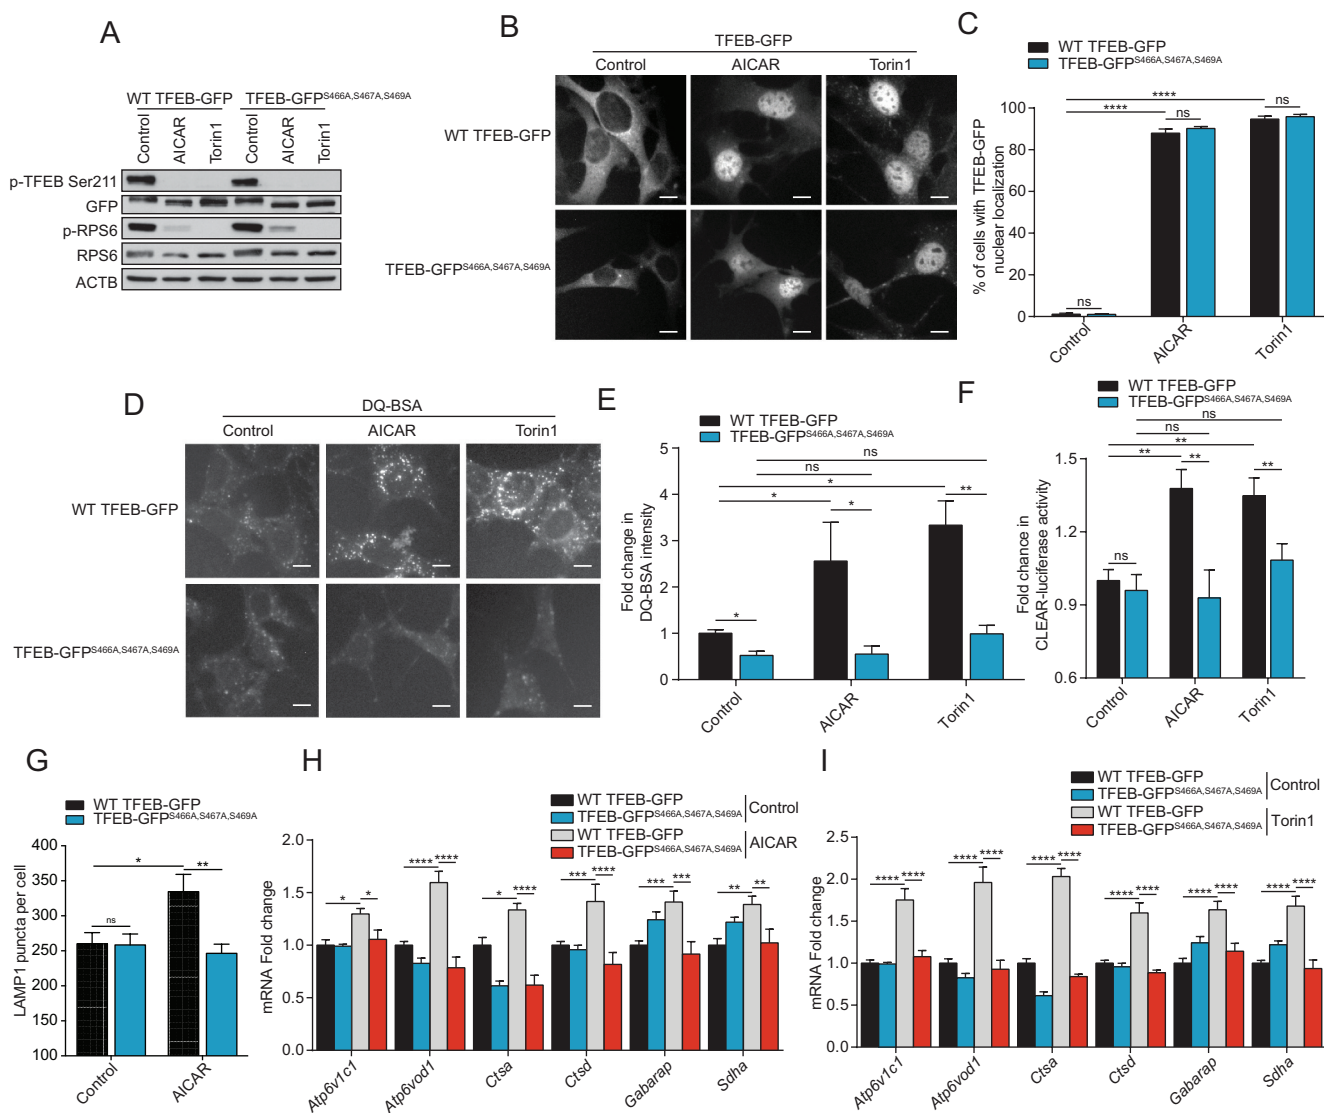 A
WT TFEB-GFP TFEB-GFPS466A,S467A,S469A
Control AICAR Torin1 Control AICAR Torin1
p-TFEB Ser211
GFP
p-RPS6
RPS6
ACTB
B
TFEB-GFP
Control AICAR Torin1
WT TFEB-GFP
TFEB-GFPS466A,S467A,S469A
C
WT TFEB-GFP
TFEB-GFPS466A,S467A,S469A
% of cells with TFEB-GFP
nuclear localization
100
80
60
40
20
0
****
****
ns
ns
ns
Control AICAR Torin1
D
DQ-BSA
Control AICAR Torin1
WT TFEB-GFP
TFEB-GFPS466A,S467A,S469A
E
WT TFEB-GFP
TFEB-GFPS466A,S467A,S469A
Fold change in
DQ-BSA intensity
5
4
3
2
1
0
ns
ns
*
*
*
*
**
Control AICAR Torin1
F
WT TFEB-GFP
TFEB-GFPS466A,S467A,S469A
Fold chance in
CLEAR-luciferase activity
1.5
1.2
0.9
0.6
ns
ns
**
**
ns
**
**
Control AICAR Torin1
G
WT TFEB-GFP
TFEB-GFPS466A,S467A,S469A
LAMP1 puncta per cell
400
350
300
250
200
150
100
*
**
ns
Control AICAR
H
WT TFEB-GFP
TFEB-GFPS466A,S467A,S469A
Control
WT TFEB-GFP
TFEB-GFPS466A,S467A,S469A
AICAR
mRNA Fold change
2.0
1.5
1.0
0.5
0.0
* * **** **** * **** *** **** *** *** ** **
Atp6v1c1 Atp6vod1 Ctsa Ctsd Gabarap Sdha
I
WT TFEB-GFP
TFEB-GFPS466A,S467A,S469A
Control
WT TFEB-GFP
TFEB-GFPS466A,S467A,S469A
Torin1
mRNA Fold change
2.5
2.0
1.5
1.0
0.5
0.0
**** **** **** **** **** **** **** **** **** **** **** ****
Atp6v1c1 Atp6vod1 Ctsa Ctsd Gabarap Sdha